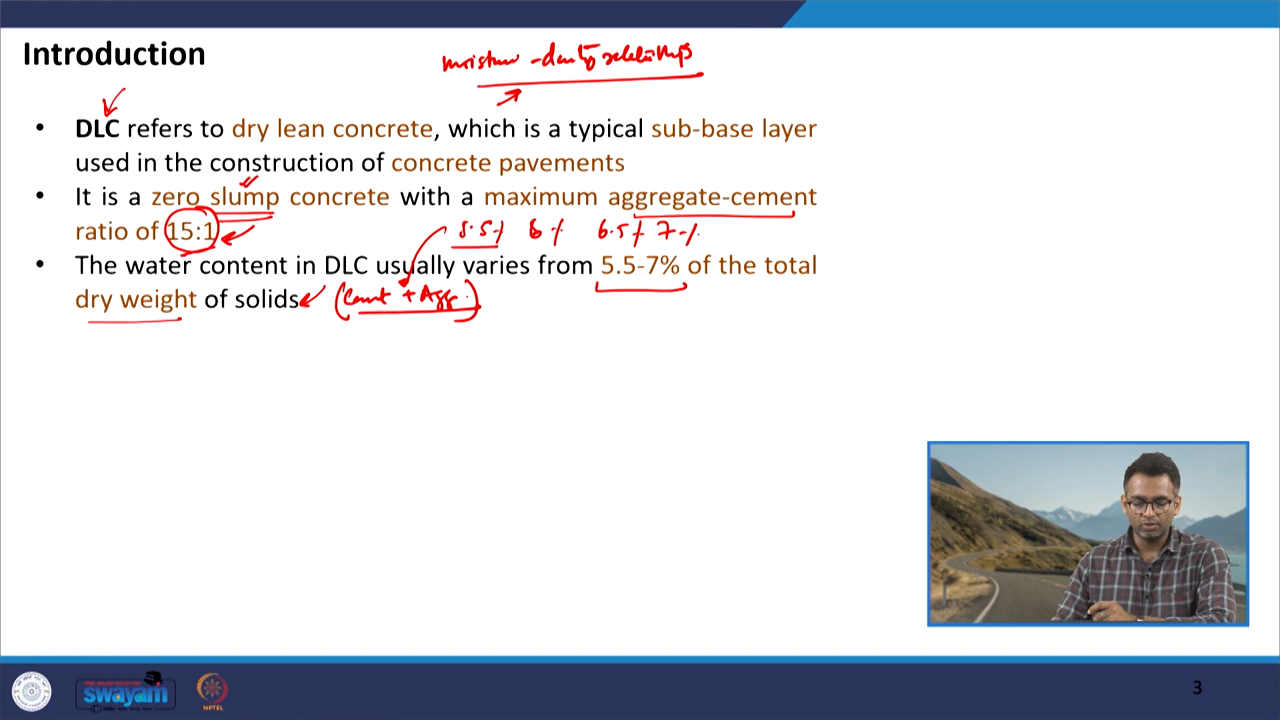 Introduction
moisture - density relationships
• DLC refers to dry lean concrete, which is a typical sub-base layer
used in the construction of concrete pavements
• It is a zero slump concrete with a maximum aggregate-cement
ratio of 15:1
5.5% 6% 6.5% 7%
• The water content in DLC usually varies from 5.5-7% of the total
dry weight of solids (Cement + Agg.)
swayam
NPTEL
3